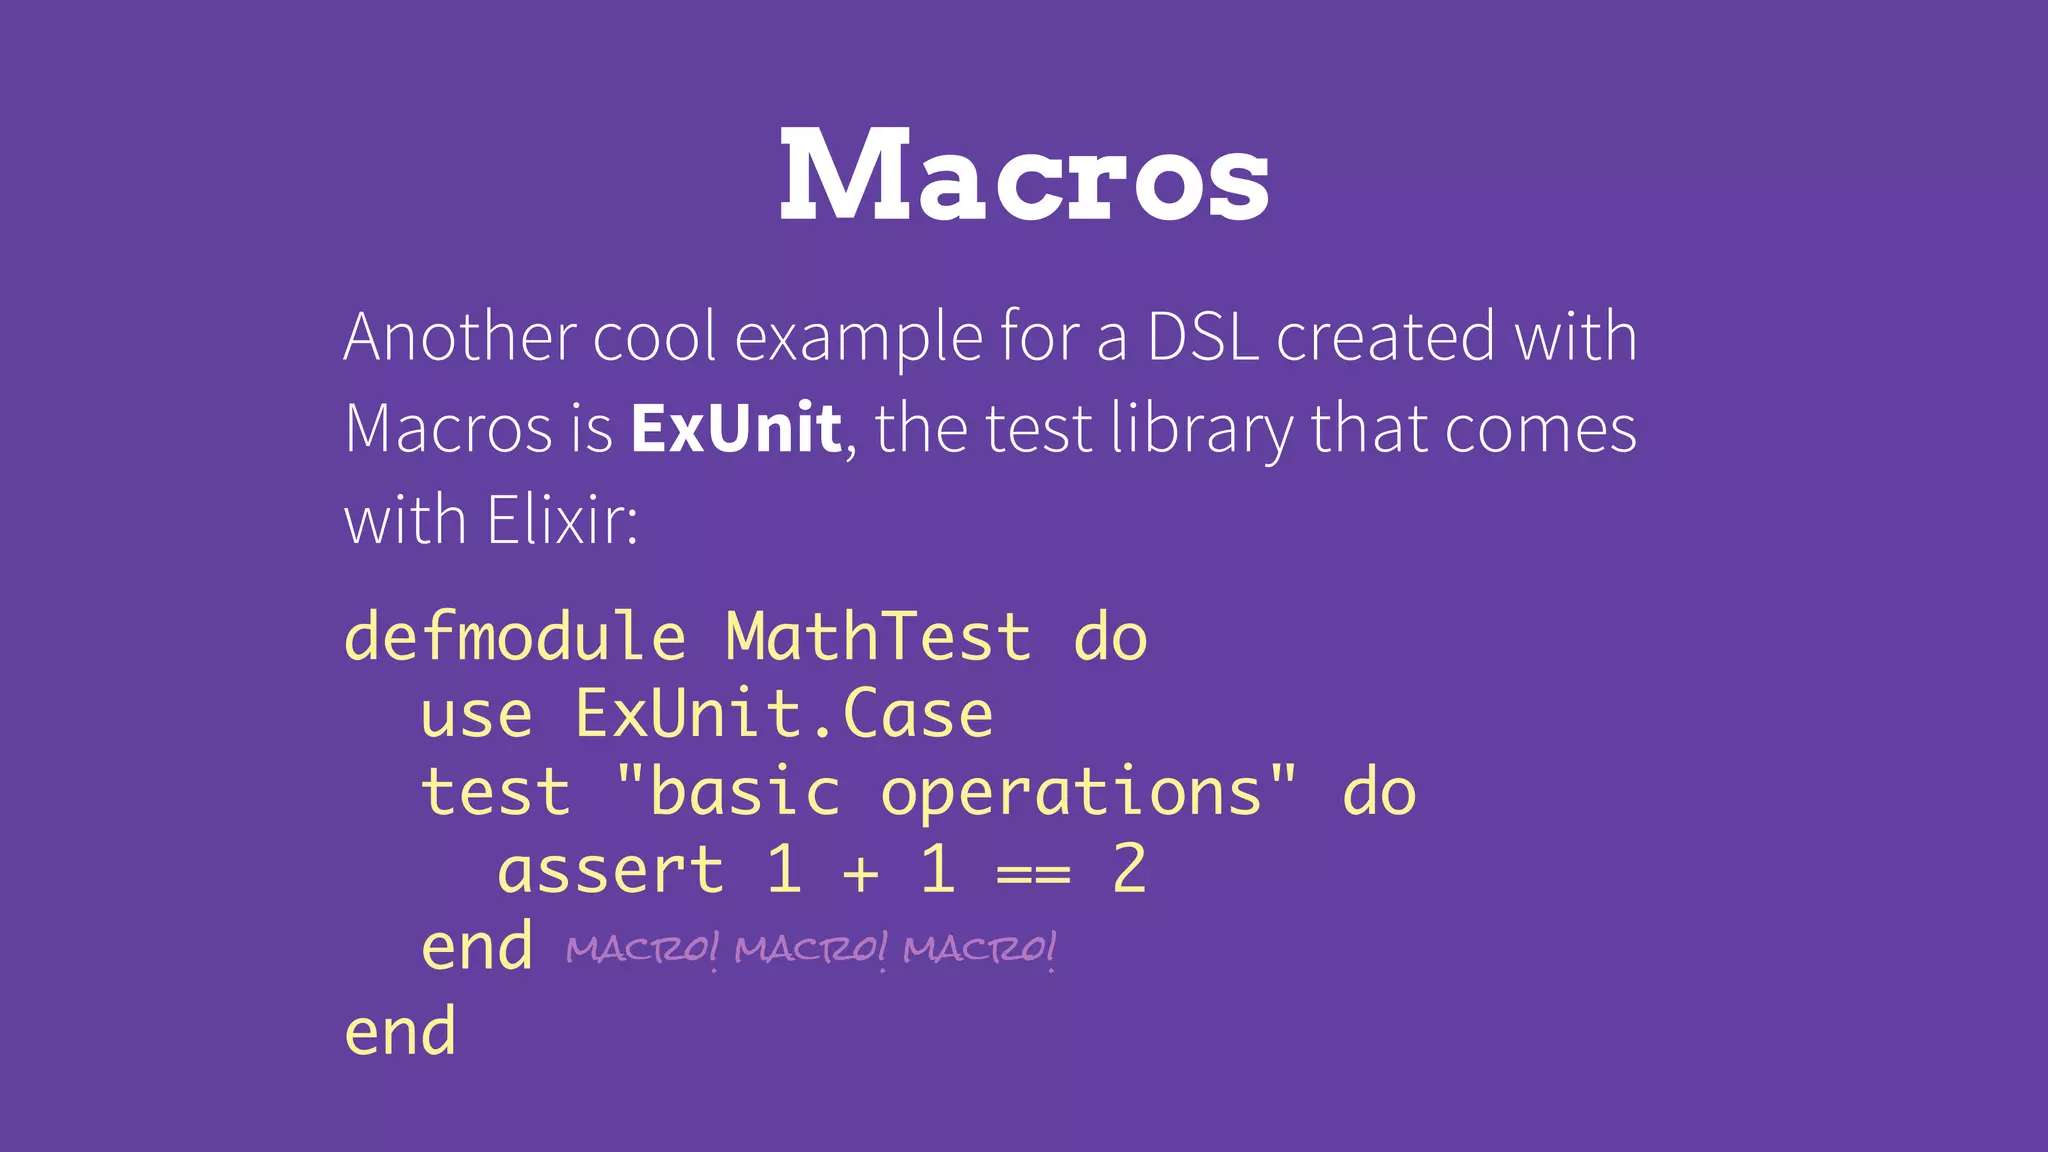 Macros
Another cool example for a DSL created with
Macros is ExUnit, the test library that comes
with Elixir:
defmodule MathTest do
  use ExUnit.Case
  test "basic operations" do
    assert 1 + 1 == 2
  end MACRO! MACRO! MACRO!
end